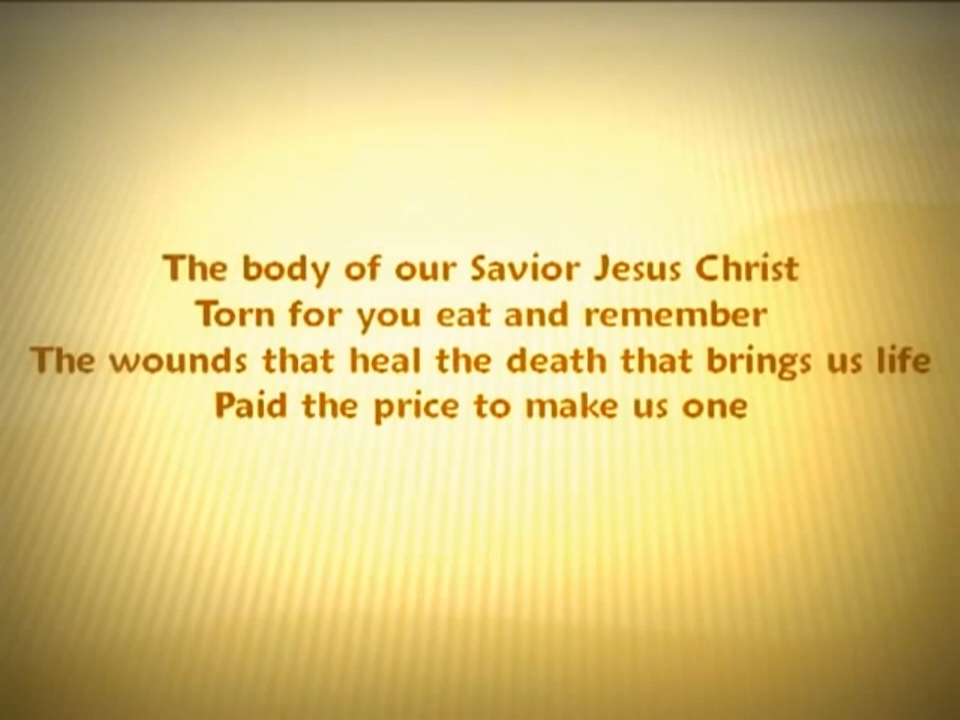 The body of our Savior Jesus Christ
Torn for you eat and remember
The wounds that heal the death that brings us life
Paid the price to make us one